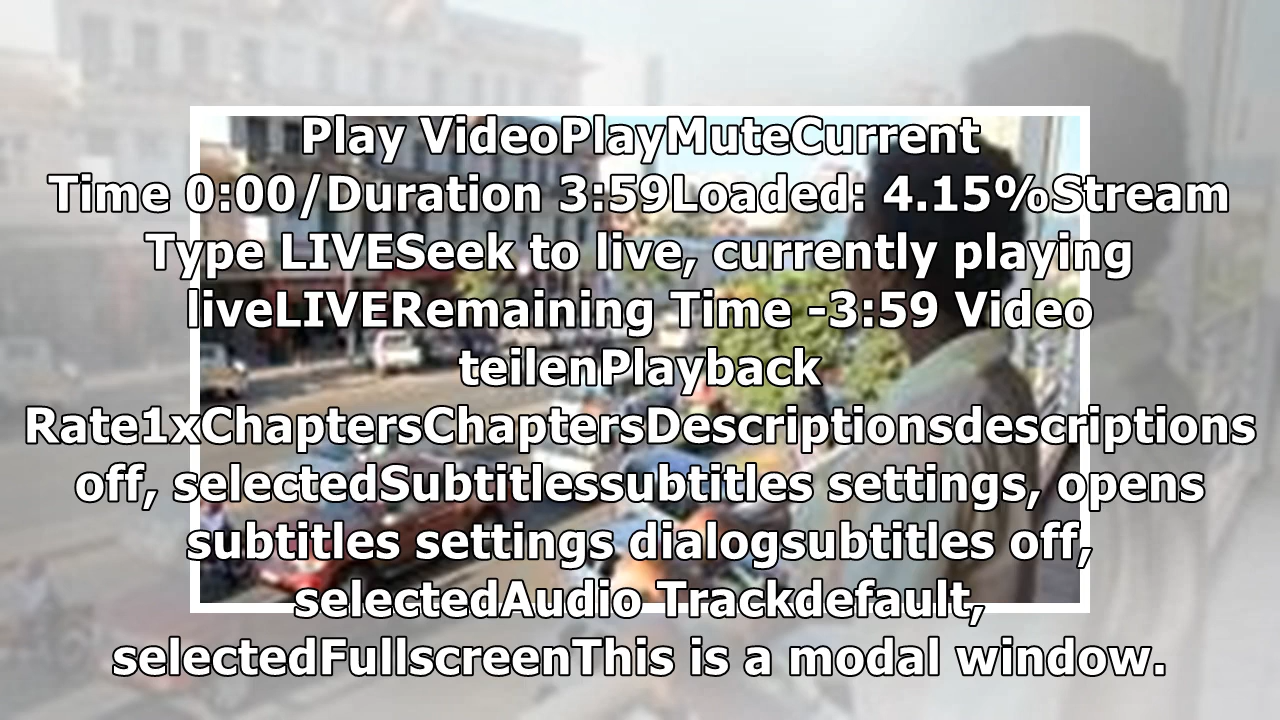 Play VideoPlayMuteCurrent
Time 0:00/Duration 3:59Loaded: 4.15%Stream
Type LIVESeek to live, currently playing
liveLIVERemaining Time -3:59 Video
teilenPlayback
Rate1xChaptersChaptersDescriptionsdescriptions
off, selectedSubtitlessubtitles settings, opens
subtitles settings dialogsubtitles off,
selectedAudio Trackdefault,
selectedFullscreenThis is a modal window.